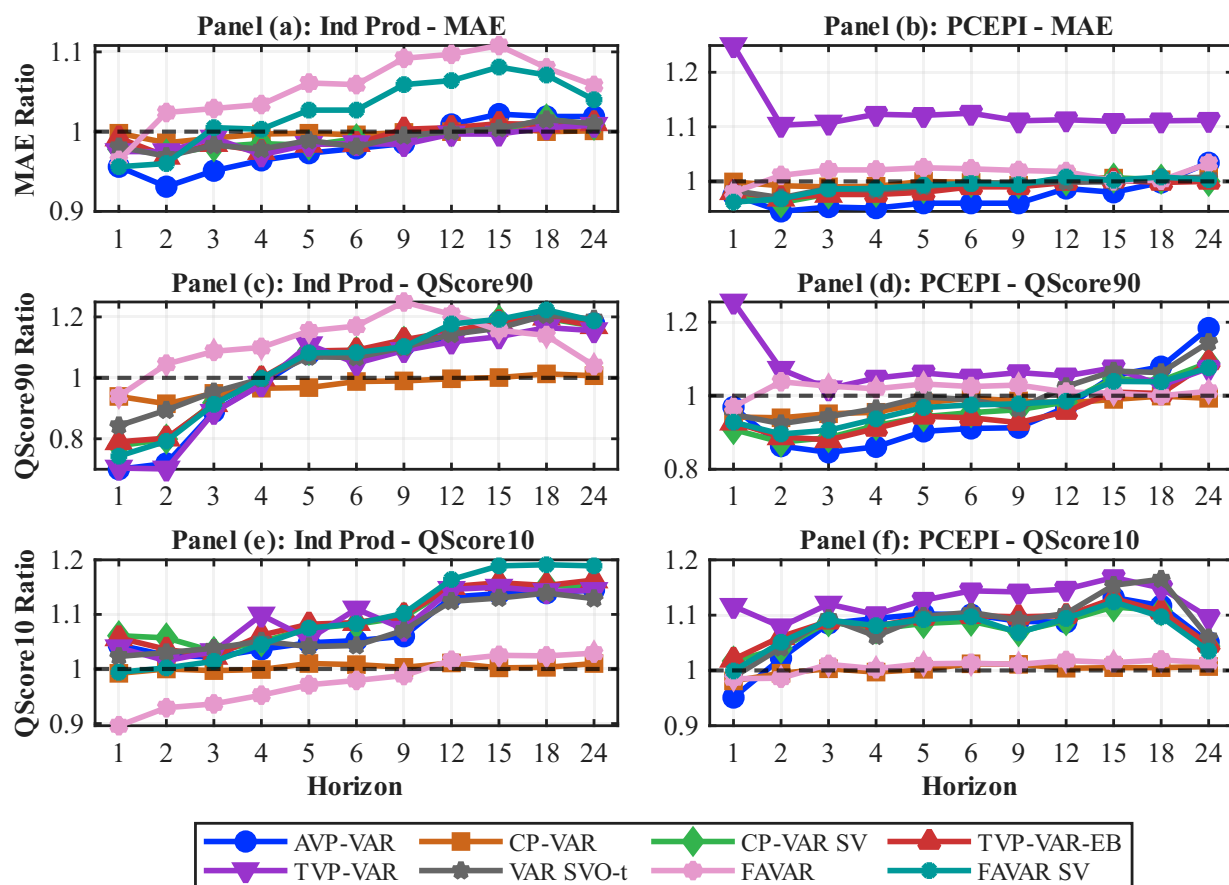 Panel (a): Ind Prod - MAE
MAE Ratio
1.1
1
0.9
1 2 3 4 5 6 9 12 15 18 24
Panel (b): PCEPI - MAE
1.2
1.1
1
1 2 3 4 5 6 9 12 15 18 24
Panel (c): Ind Prod - QScore90
QScore90 Ratio
1.2
1
0.8
1 2 3 4 5 6 9 12 15 18 24
Panel (d): PCEPI - QScore90
1.2
1
0.8
1 2 3 4 5 6 9 12 15 18 24
Panel (e): Ind Prod - QScore10
QScore10 Ratio
1.2
1.1
1
0.9
1 2 3 4 5 6 9 12 15 18 24
Horizon
Panel (f): PCEPI - QScore10
1.2
1.1
1
0.9
1 2 3 4 5 6 9 12 15 18 24
Horizon
AVP-VAR CP-VAR CP-VAR SV TVP-VAR-EB
TVP-VAR VAR SVO-t FAVAR FAVAR SV